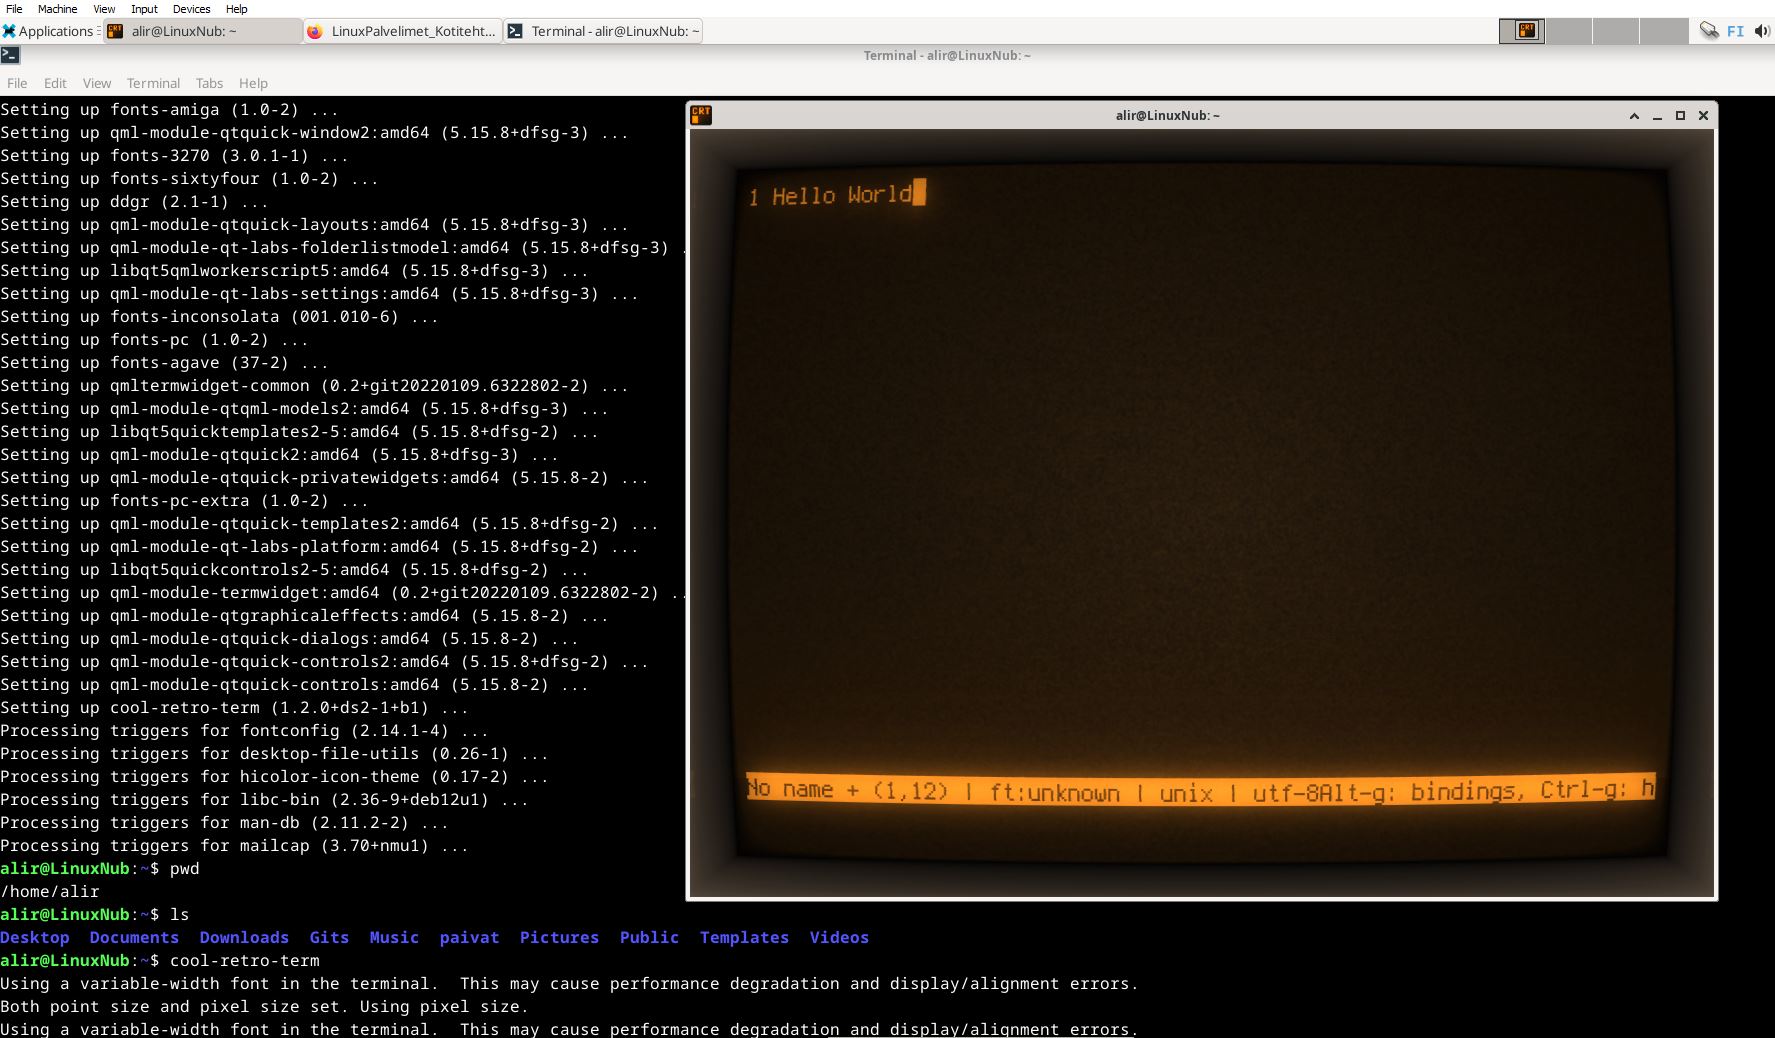 File Machine View Input Devices Help
Applications alir@LinuxNub: ~ LinuxPalvelimet_Kotiteht... Terminal - alir@LinuxNub: ~ CRT FI
Terminal - alir@LinuxNub: ~
File Edit View Terminal Tabs Help
Setting up fonts-amiga (1.0-2) ...
Setting up qml-module-qtquick-window2:amd64 (5.15.8+dfsg-3) ...
Setting up fonts-3270 (3.0.1-1) ...
Setting up fonts-sixtyfour (1.0-2) ...
Setting up ddgr (2.1-1) ...
Setting up qml-module-qtquick-layouts:amd64 (5.15.8+dfsg-3) ...
Setting up qml-module-qt-labs-folderlistmodel:amd64 (5.15.8+dfsg-3) .
Setting up libqt5qmlworkerscript5:amd64 (5.15.8+dfsg-3) ...
Setting up qml-module-qt-labs-settings:amd64 (5.15.8+dfsg-3) ...
Setting up fonts-inconsolata (001.010-6) ...
Setting up fonts-pc (1.0-2) ...
Setting up fonts-agave (37-2) ...
Setting up qmltermwidget-common (0.2+git20220109.6322802-2) ...
Setting up qml-module-qtqml-models2:amd64 (5.15.8+dfsg-3) ...
Setting up libqt5quicktemplates2-5:amd64 (5.15.8+dfsg-2) ...
Setting up qml-module-qtquick2:amd64 (5.15.8+dfsg-3) ...
Setting up qml-module-qtquick-privatewidgets:amd64 (5.15.8-2) ...
Setting up fonts-pc-extra (1.0-2) ...
Setting up qml-module-qtquick-templates2:amd64 (5.15.8+dfsg-2) ...
Setting up qml-module-qt-labs-platform:amd64 (5.15.8+dfsg-2) ...
Setting up libqt5quickcontrols2-5:amd64 (5.15.8+dfsg-2) ...
Setting up qml-module-termwidget:amd64 (0.2+git20220109.6322802-2) ..
Setting up qml-module-qtgraphicaleffects:amd64 (5.15.8-2) ...
Setting up qml-module-qtquick-dialogs:amd64 (5.15.8-2) ...
Setting up qml-module-qtquick-controls2:amd64 (5.15.8+dfsg-2) ...
Setting up qml-module-qtquick-controls:amd64 (5.15.8-2) ...
Setting up cool-retro-term (1.2.0+ds2-1+b1) ...
Processing triggers for fontconfig (2.14.1-4) ...
Processing triggers for desktop-file-utils (0.26-1) ...
Processing triggers for hicolor-icon-theme (0.17-2) ...
Processing triggers for libc-bin (2.36-9+deb12u1) ...
Processing triggers for man-db (2.11.2-2) ...
Processing triggers for mailcap (3.70+nmu1) ...
alir@LinuxNub:~$ pwd
/home/alir
alir@LinuxNub:~$ ls
Desktop Documents Downloads Gits Music paivat Pictures Public Templates Videos
alir@LinuxNub:~$ cool-retro-term
Using a variable-width font in the terminal.  This may cause performance degradation and display/alignment errors.
Both point size and pixel size set. Using pixel size.
Using a variable-width font in the terminal.  This may cause performance degradation and display/alignment errors.
CRT alir@LinuxNub: ~
1 Hello World
No name + (1,12) | ft:unknown | unix | utf-8Alt-g: bindings, Ctrl-g: h